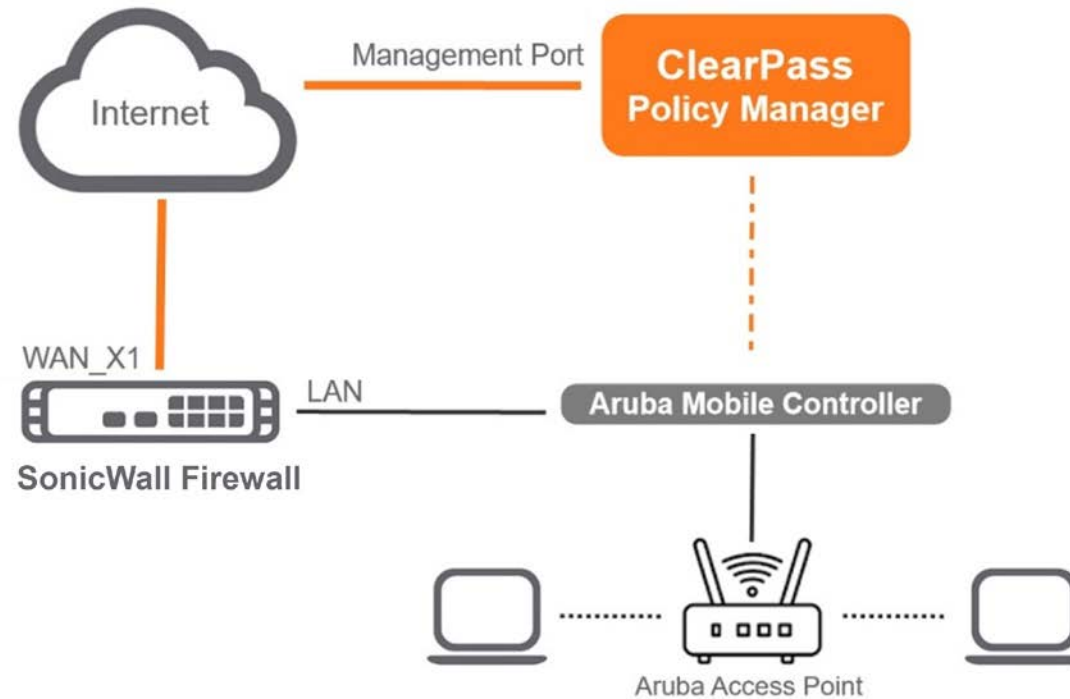 Management Port
ClearPass
Policy Manager
Internet
WAN_X1
LAN
Aruba Mobile Controller
SonicWall Firewall
Aruba Access Point